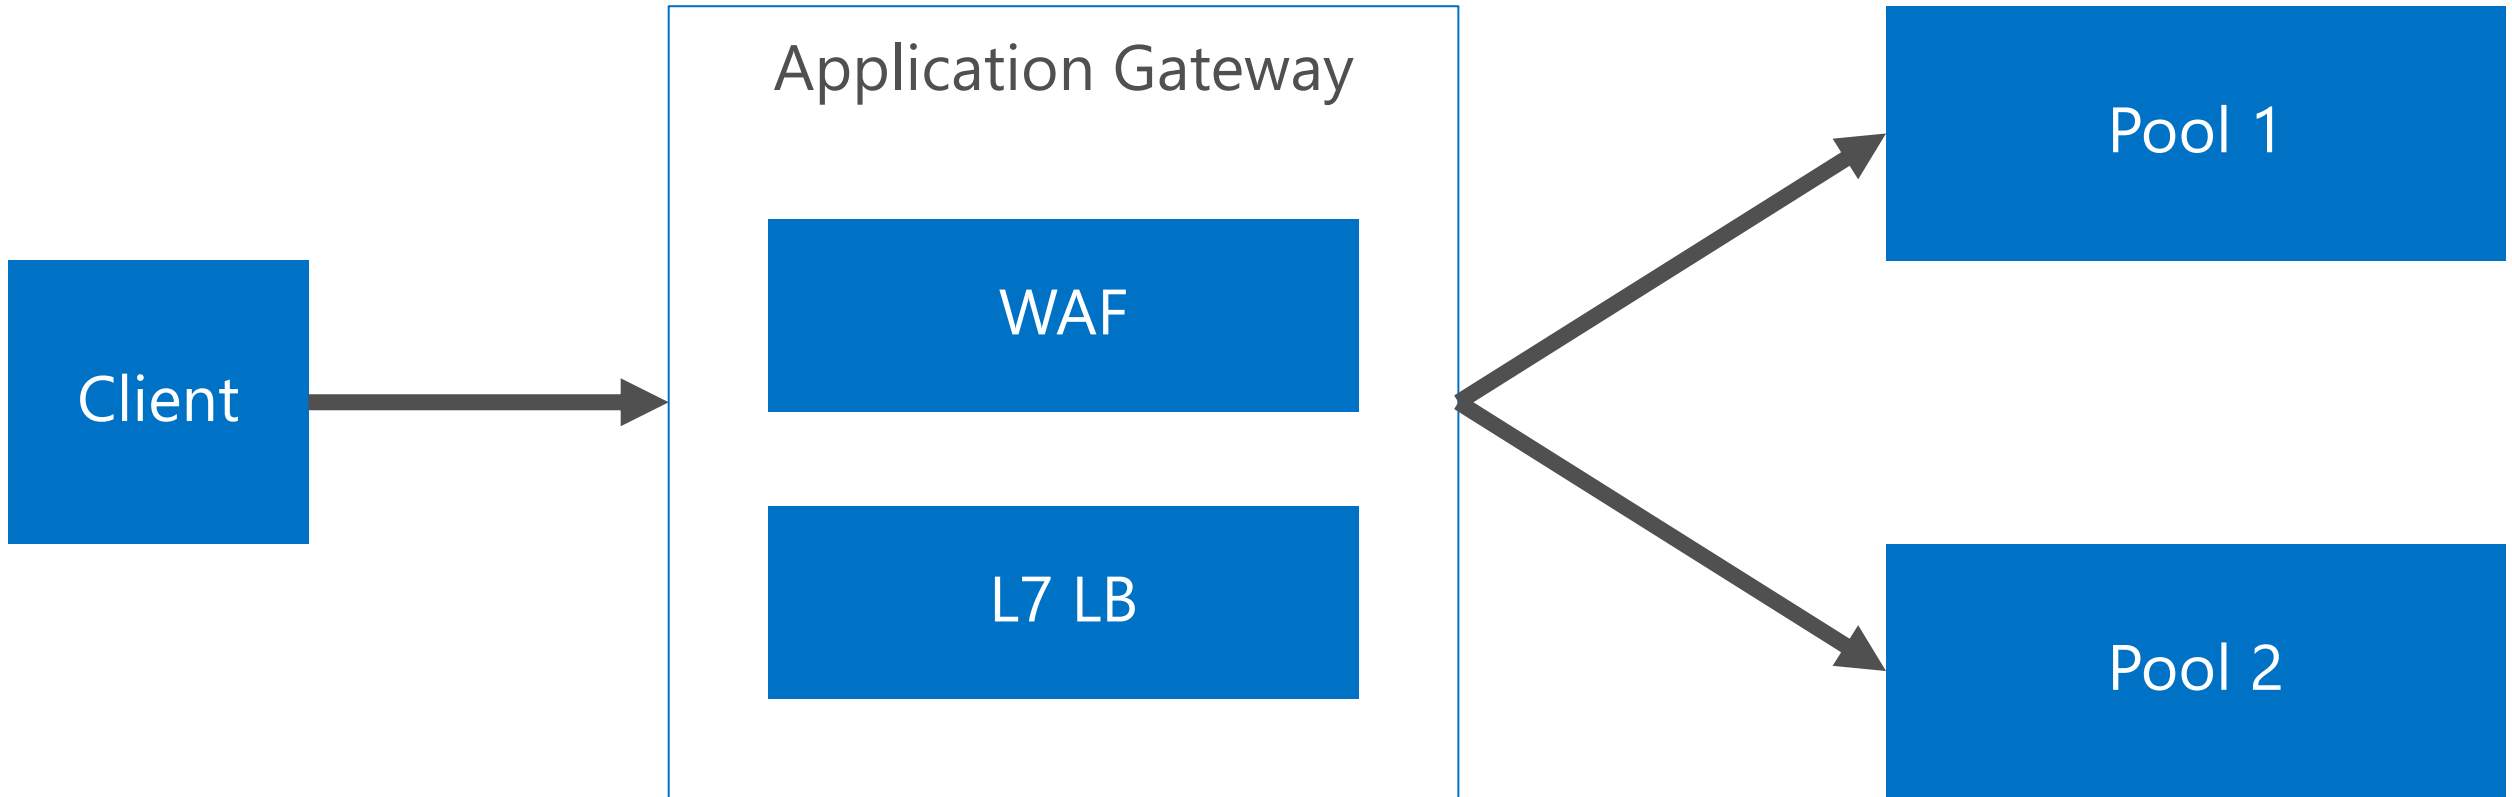 Application Gateway
Client
WAF
L7 LB
Pool 1
Pool 2